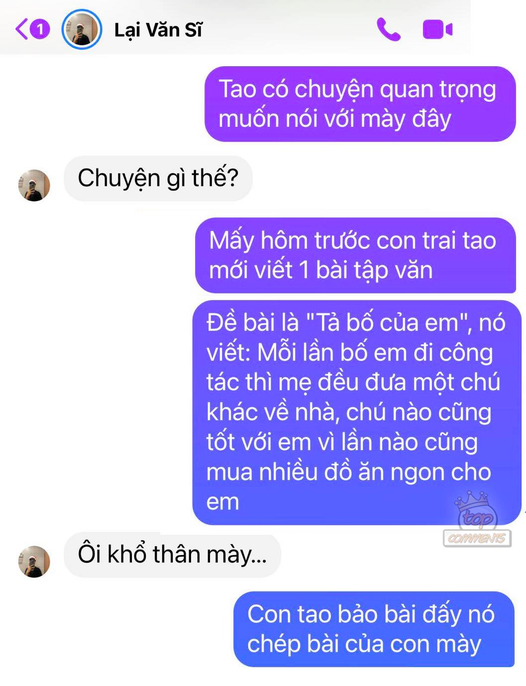 1
Lại Văn Sĩ
Tao có chuyện quan trọng
muốn nói với mày đây
Chuyện gì thế?
Mấy hôm trước con trai tao
mới viết 1 bài tập văn
Đề bài là "Tả bố của em", nó
viết: Mỗi lần bố em đi công
tác thì mẹ đều đưa một chú
khác về nhà, chú nào cũng
tốt với em vì lần nào cũng
mua nhiều đồ ăn ngon cho
em
top
COMMENTS
Ôi khổ thân mày...
Con tao bảo bài đấy nó
chép bài của con mày